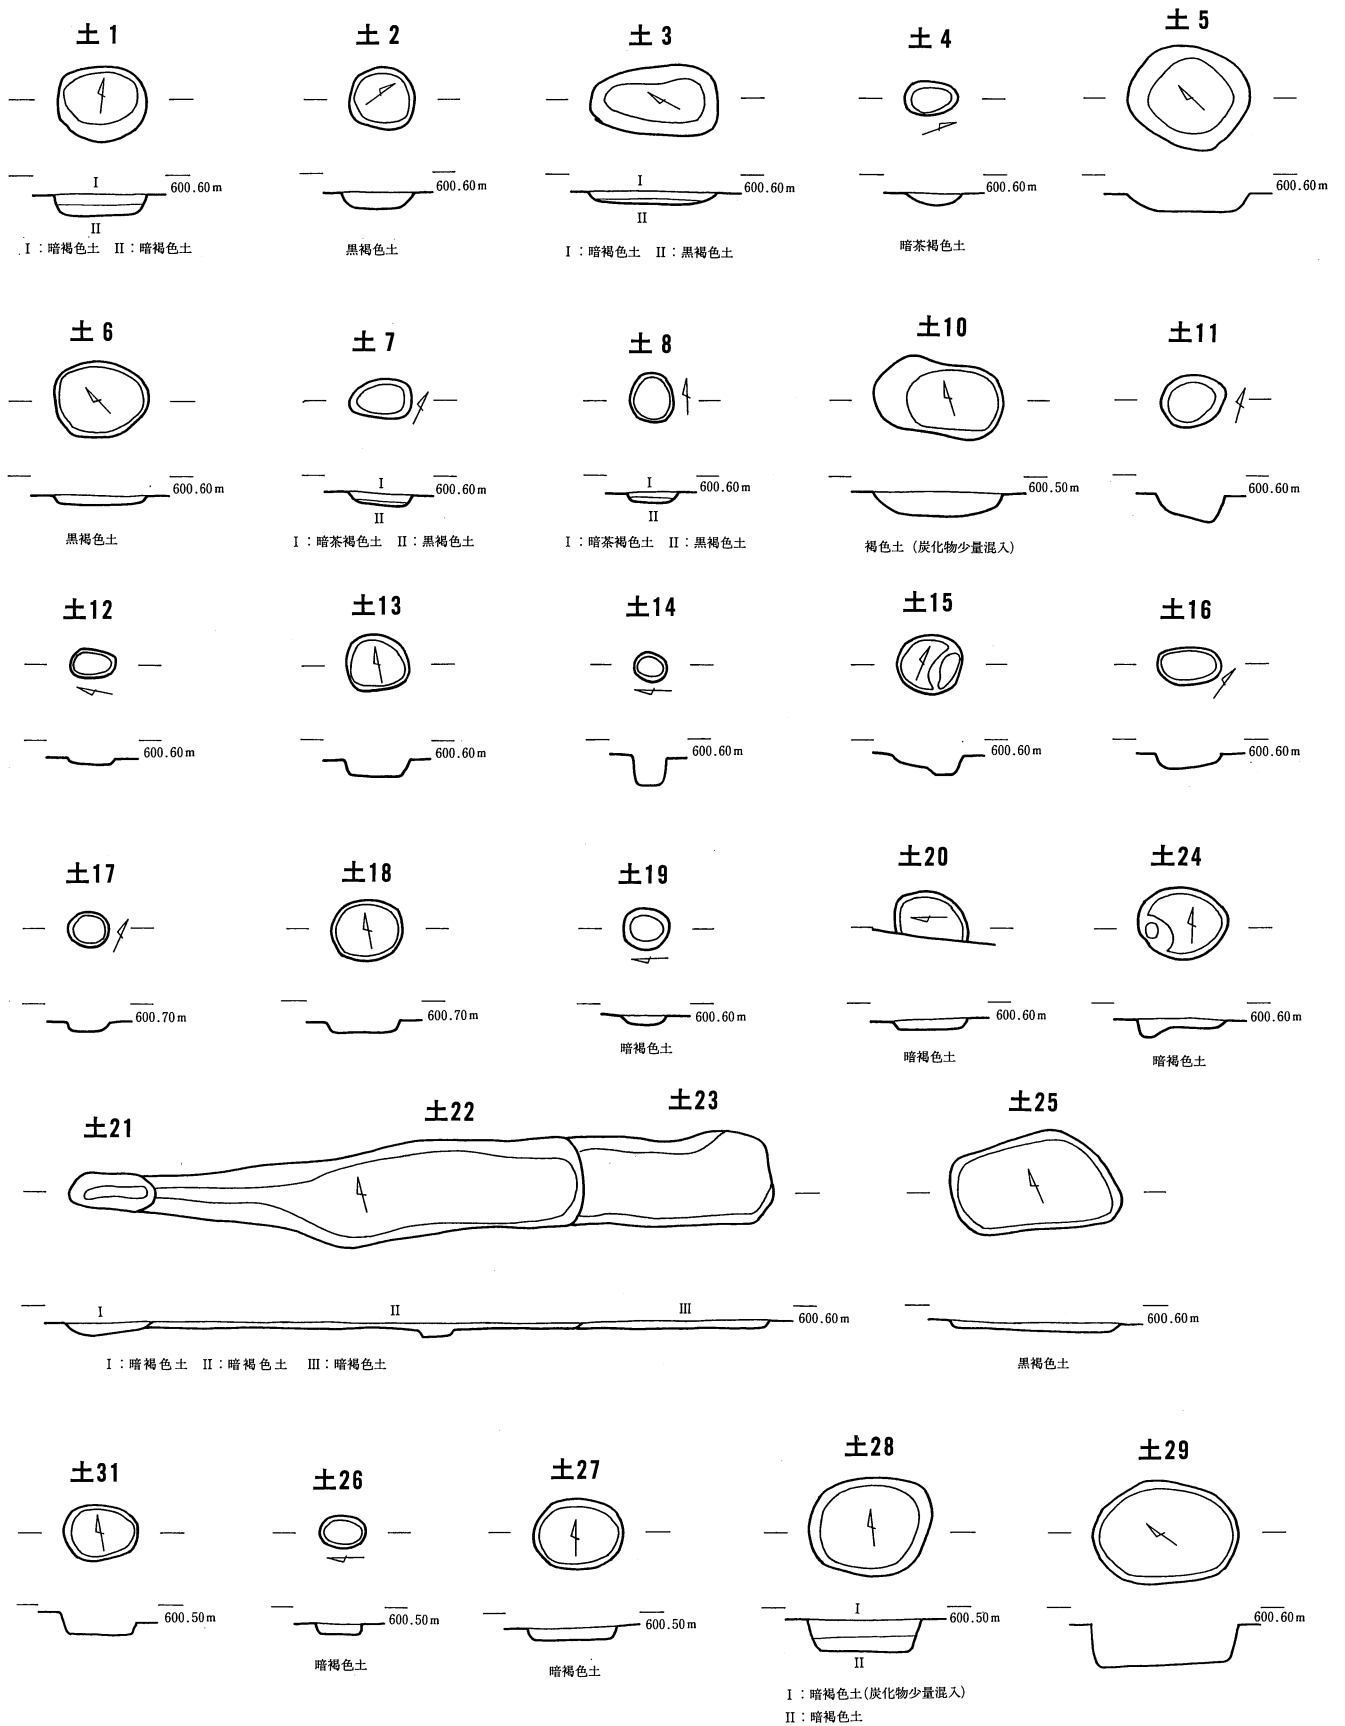 土1
土2
土3
土4
土5
I
600.60m
600.60m
I
600.60m
600.60m
600.60m
II
II
I：暗褐色土 II：暗褐色土
黒褐色土
I：暗褐色土 II：黒褐色土
暗茶褐色土
土6
土7
土8
土10
土11
600.60m
I
600.60m
I
600.60m
600.50m
600.60m
II
II
黒褐色土
I：暗茶褐色土 II：黒褐色土
I：暗茶褐色土 II：黒褐色土
褐色土（炭化物少量混入）
土12
土13
土14
土15
土16
600.60m
600.60m
600.60m
600.60m
600.60m
土17
土18
土19
土20
土24
600.70m
600.70m
600.60m
600.60m
600.60m
暗褐色土
暗褐色土
暗褐色土
土21
土22
土23
土25
I
II
III
600.60m
600.60m
I：暗褐色土 II：暗褐色土 III：暗褐色土
黒褐色土
土31
土26
土27
土28
土29
600.50m
600.50m
600.50m
I
600.50m
600.60m
II
暗褐色土
暗褐色土
I：暗褐色土(炭化物少量混入)
II：暗褐色土